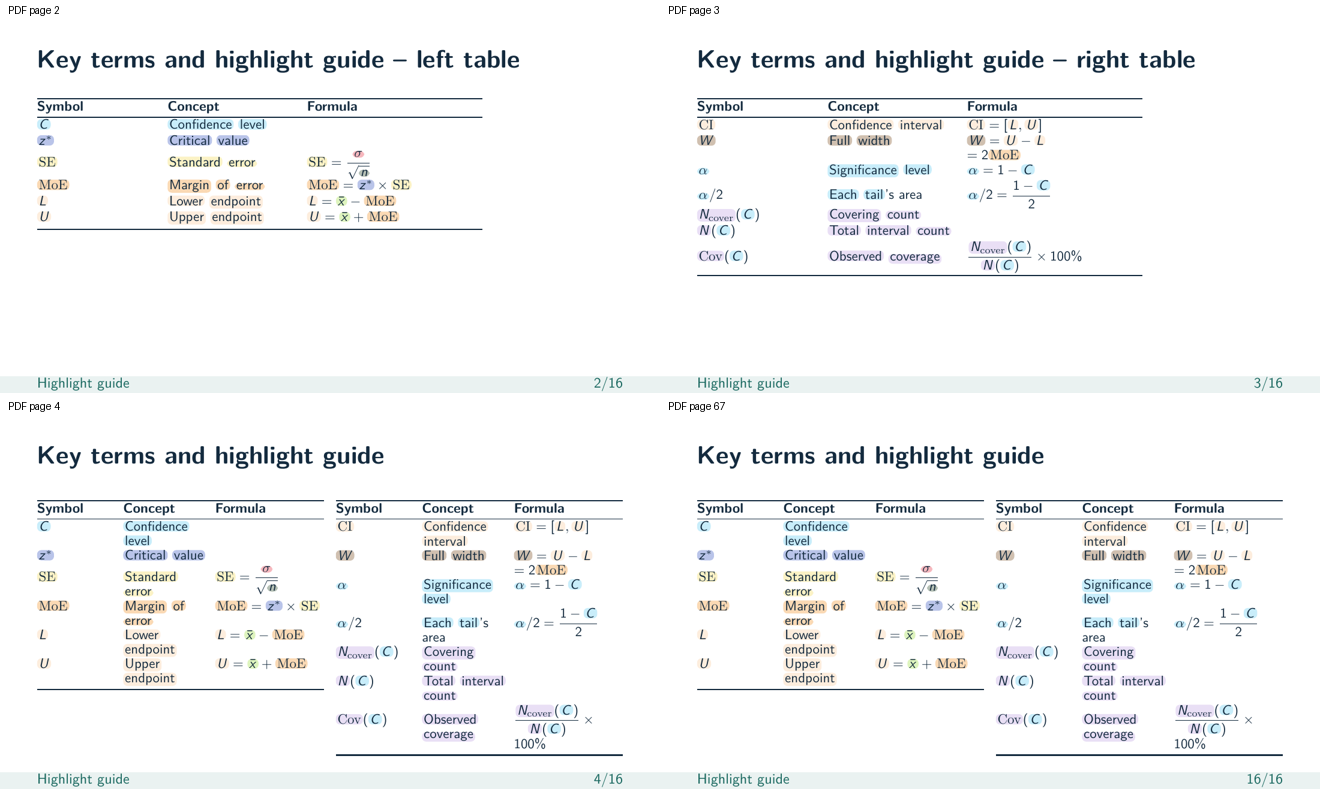 PDF page 2
Key terms and highlight guide – left table
Symbol Concept Formula
C Confidence level
z* Critical value
SE Standard error SE = σ/√n
MoE Margin of error MoE = z* × SE
L Lower endpoint L = x̄ − MoE
U Upper endpoint U = x̄ + MoE
Highlight guide 2/16
PDF page 3
Key terms and highlight guide – right table
Symbol Concept Formula
CI Confidence interval CI = [L, U]
W Full width W = U − L
= 2MoE
α Significance level α = 1 − C
α/2 Each tail's area α/2 = (1 − C)/2
N_cover(C) Covering count
N(C) Total interval count
Cov(C) Observed coverage N_cover(C)/N(C) × 100%
Highlight guide 3/16
PDF page 4
Key terms and highlight guide
Symbol Concept Formula
C Confidence
level
z* Critical value
SE Standard
error SE = σ/√n
MoE Margin of
error MoE = z* × SE
L Lower
endpoint L = x̄ − MoE
U Upper
endpoint U = x̄ + MoE
Symbol Concept Formula
CI Confidence
interval CI = [L, U]
W Full width W = U − L
= 2MoE
α Significance
level α = 1 − C
α/2 Each tail's
area α/2 = (1 − C)/2
N_cover(C) Covering
count
N(C) Total interval
count
Cov(C) Observed
coverage N_cover(C)/N(C) ×
100%
Highlight guide 4/16
PDF page 67
Key terms and highlight guide
Symbol Concept Formula
C Confidence
level
z* Critical value
SE Standard
error SE = σ/√n
MoE Margin of
error MoE = z* × SE
L Lower
endpoint L = x̄ − MoE
U Upper
endpoint U = x̄ + MoE
Symbol Concept Formula
CI Confidence
interval CI = [L, U]
W Full width W = U − L
= 2MoE
α Significance
level α = 1 − C
α/2 Each tail's
area α/2 = (1 − C)/2
N_cover(C) Covering
count
N(C) Total interval
count
Cov(C) Observed
coverage N_cover(C)/N(C) ×
100%
Highlight guide 16/16